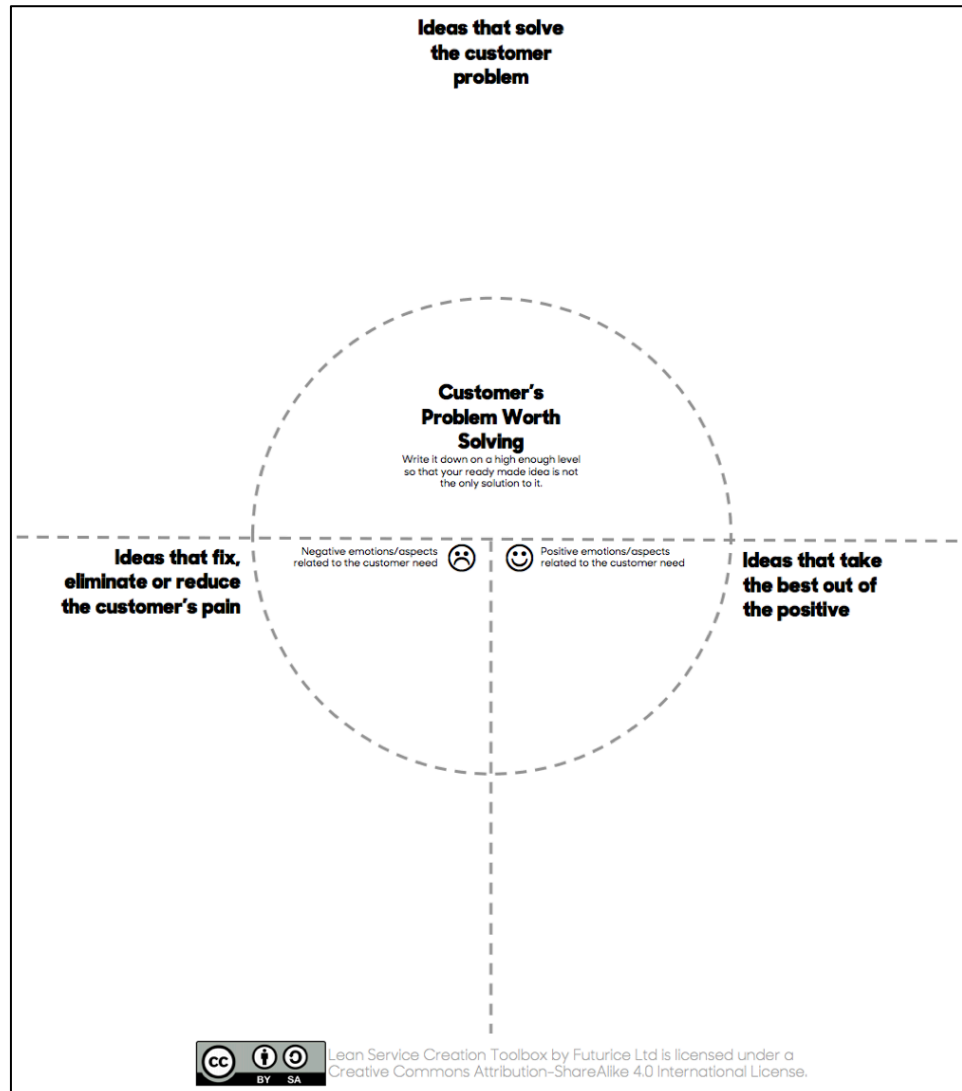 Ideas that solve
the customer
problem
Customer's
Problem Worth
Solving
Write it down on a high enough level
so that your ready made idea is not
the only solution to it.
Ideas that fix,
eliminate or reduce
the customer's pain
Negative emotions/aspects
related to the customer need
Positive emotions/aspects
related to the customer need
Ideas that take
the best out of
the positive
cc
BY SA
Lean Service Creation Toolbox by Futurice Ltd is licensed under a
Creative Commons Attribution-ShareAlike 4.0 International License.